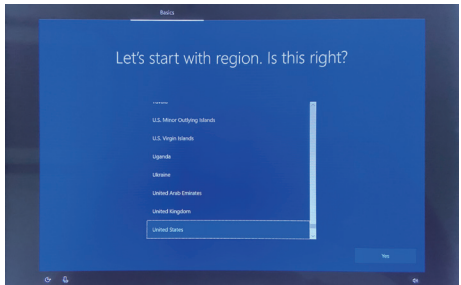 Basics
Let's start with region. Is this right?
U.S. Minor Outlying Islands
U.S. Virgin Islands
Uganda
Ukraine
United Arab Emirates
United Kingdom
United States
Yes